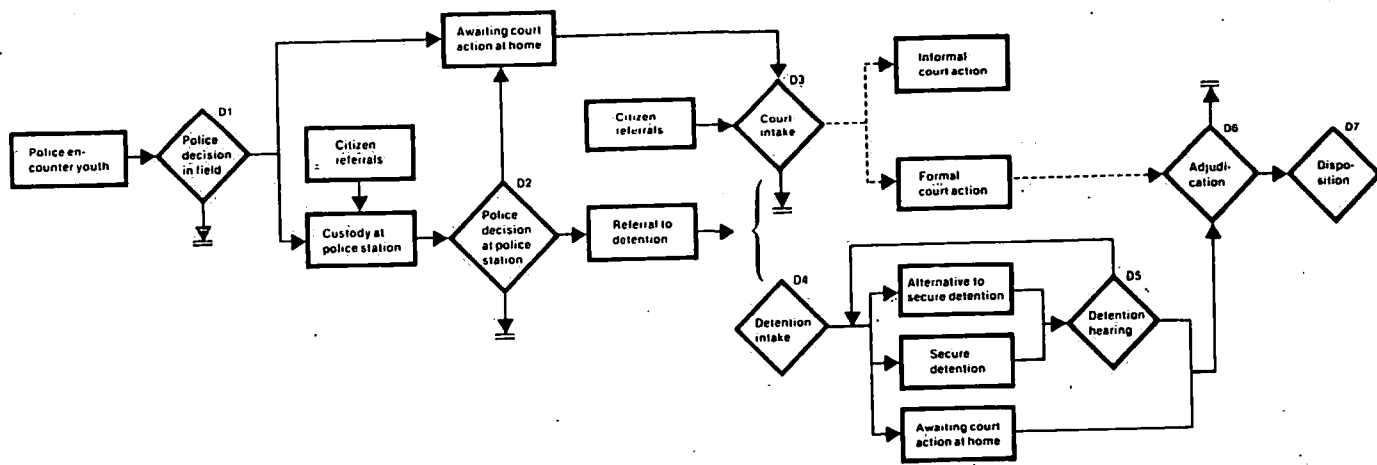 Police en-
counter youth
D1
Police
decision
in field
Citizen
referrals
Custody at
police station
Awaiting court
action at home
D2
Police
decision
at police
station
Referral to
detention
Citizen
referrals
D3
Court
intake
Informal
court action
Formal
court action
D4
Detention
intake
Alternative to
secure detention
Secure
detention
Awaiting court
action at home
D5
Detention
hearing
D6
Adjudi-
cation
D7
Dispo-
sition